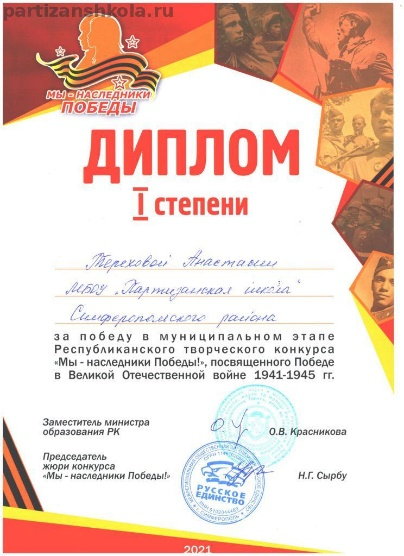 partizanshkola.ru
МЫ - НАСЛЕДНИКИ
ПОБЕДЫ
ДИПЛОМ
I степени
Тереховой Анастасии
МБОУ „Партизанская школа"
Симферопольского района
за победу в муниципальном этапе
Республиканского творческого конкурса
«Мы - наследники Победы!», посвященного Победе
в Великой Отечественной войне 1941-1945 гг.
Заместитель министра
образования РК
О.В. Красникова
Председатель
жюри конкурса
«Мы - наследники Победы!»
Н.Г. Сырбу
РУССКОЕ
ЕДИНСТВО
2021